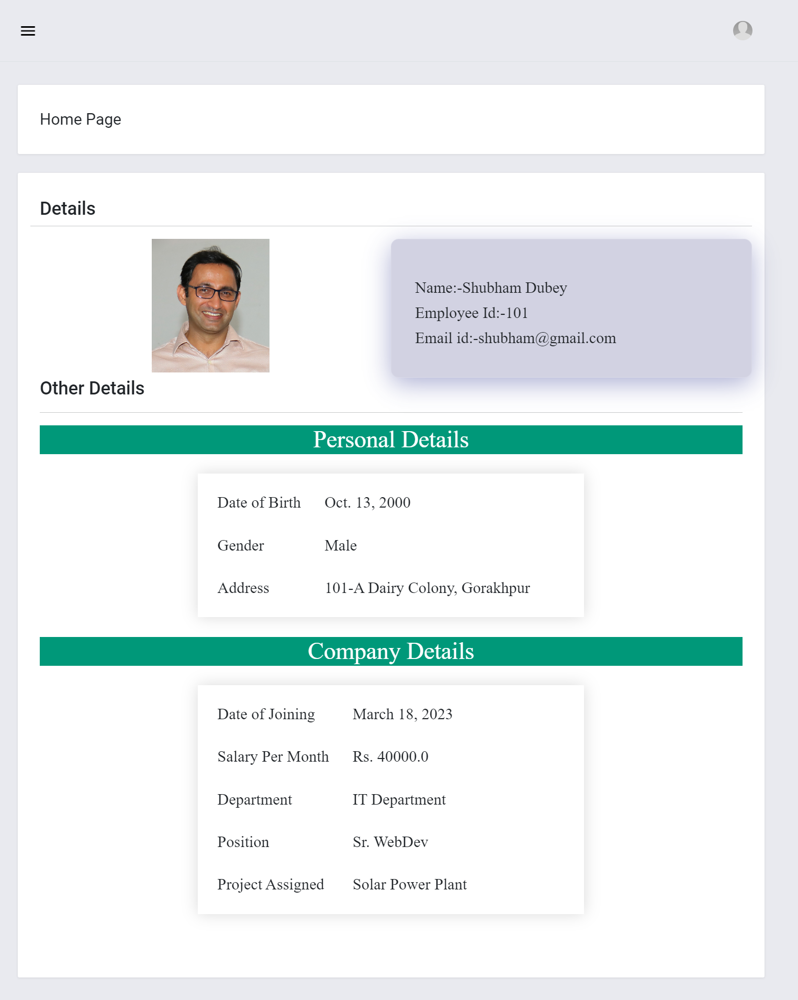 Home Page
Details
Name:-Shubham Dubey
Employee Id:-101
Email id:-shubham@gmail.com
Other Details
Personal Details
Date of Birth Oct. 13, 2000
Gender Male
Address 101-A Dairy Colony, Gorakhpur
Company Details
Date of Joining March 18, 2023
Salary Per Month Rs. 40000.0
Department IT Department
Position Sr. WebDev
Project Assigned Solar Power Plant